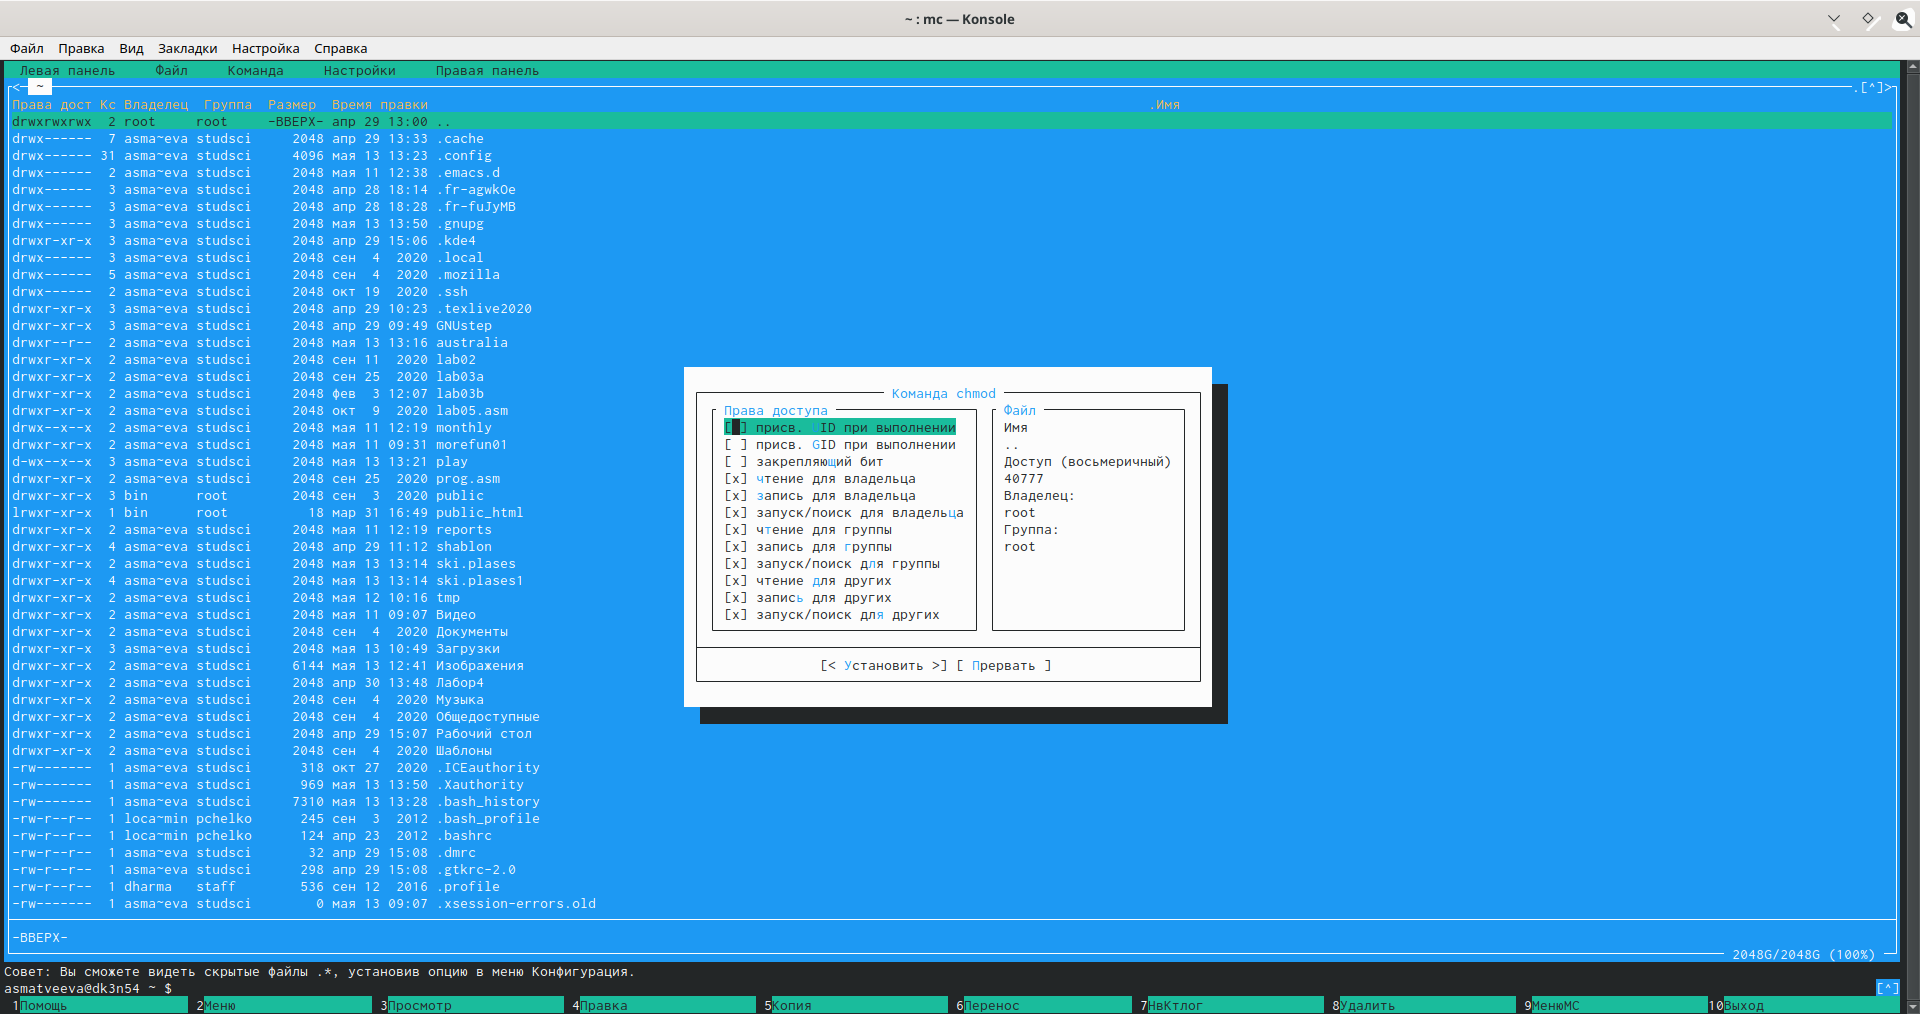 ~ : mc — Konsole
Файл Правка Вид Закладки Настройка Справка
Левая панель Файл Команда Настройки Правая панель
<─ ~ .[^]>
Права дост Кс Владелец Группа Размер Время правки .Имя
drwxrwxrwx 2 root root -ВВЕРХ- апр 29 13:00 ..
drwx------ 7 asma~eva studsci 2048 апр 29 13:33 .cache
drwx------ 31 asma~eva studsci 4096 мая 13 13:23 .config
drwx------ 2 asma~eva studsci 2048 мая 11 12:38 .emacs.d
drwx------ 3 asma~eva studsci 2048 апр 28 18:14 .fr-agwkOe
drwx------ 3 asma~eva studsci 2048 апр 28 18:28 .fr-fuJyMB
drwx------ 3 asma~eva studsci 2048 мая 13 13:50 .gnupg
drwxr-xr-x 3 asma~eva studsci 2048 апр 29 15:06 .kde4
drwx------ 3 asma~eva studsci 2048 сен 4 2020 .local
drwx------ 5 asma~eva studsci 2048 сен 4 2020 .mozilla
drwx------ 2 asma~eva studsci 2048 окт 19 2020 .ssh
drwxr-xr-x 3 asma~eva studsci 2048 апр 29 10:23 .texlive2020
drwxr-xr-x 3 asma~eva studsci 2048 апр 29 09:49 GNUstep
drwxr--r-- 2 asma~eva studsci 2048 мая 13 13:16 australia
drwxr-xr-x 2 asma~eva studsci 2048 сен 11 2020 lab02
drwxr-xr-x 2 asma~eva studsci 2048 сен 25 2020 lab03a
drwxr-xr-x 2 asma~eva studsci 2048 фев 3 12:07 lab03b
drwxr-xr-x 2 asma~eva studsci 2048 окт 9 2020 lab05.asm
drwx--x--x 2 asma~eva studsci 2048 мая 11 12:19 monthly
drwxr-xr-x 2 asma~eva studsci 2048 мая 11 09:31 morefun01
d-wx--x--x 3 asma~eva studsci 2048 мая 13 13:21 play
drwxr-xr-x 2 asma~eva studsci 2048 сен 25 2020 prog.asm
drwxr-xr-x 3 bin root 2048 сен 3 2020 public
lrwxr-xr-x 1 bin root 18 мар 31 16:49 public_html
drwxr-xr-x 2 asma~eva studsci 2048 мая 11 12:19 reports
drwxr-xr-x 4 asma~eva studsci 2048 апр 29 11:12 shablon
drwxr-xr-x 2 asma~eva studsci 2048 мая 13 13:14 ski.plases
drwxr-xr-x 4 asma~eva studsci 2048 мая 13 13:14 ski.plases1
drwxr-xr-x 2 asma~eva studsci 2048 мая 12 10:16 tmp
drwxr-xr-x 2 asma~eva studsci 2048 мая 11 09:07 Видео
drwxr-xr-x 2 asma~eva studsci 2048 сен 4 2020 Документы
drwxr-xr-x 3 asma~eva studsci 2048 мая 13 10:49 Загрузки
drwxr-xr-x 2 asma~eva studsci 6144 мая 13 12:41 Изображения
drwxr-xr-x 2 asma~eva studsci 2048 апр 30 13:48 Лабор4
drwxr-xr-x 2 asma~eva studsci 2048 сен 4 2020 Музыка
drwxr-xr-x 2 asma~eva studsci 2048 сен 4 2020 Общедоступные
drwxr-xr-x 2 asma~eva studsci 2048 апр 29 15:07 Рабочий стол
drwxr-xr-x 2 asma~eva studsci 2048 сен 4 2020 Шаблоны
-rw------- 1 asma~eva studsci 318 окт 27 2020 .ICEauthority
-rw------- 1 asma~eva studsci 969 мая 13 13:50 .Xauthority
-rw------- 1 asma~eva studsci 7310 мая 13 13:28 .bash_history
-rw-r--r-- 1 loca~min pchelko 245 сен 3 2012 .bash_profile
-rw-r--r-- 1 loca~min pchelko 124 апр 23 2012 .bashrc
-rw-r--r-- 1 asma~eva studsci 32 апр 29 15:08 .dmrc
-rw-r--r-- 1 asma~eva studsci 298 апр 29 15:08 .gtkrc-2.0
-rw-r--r-- 1 dharma staff 536 сен 12 2016 .profile
-rw------- 1 asma~eva studsci 0 мая 13 09:07 .xsession-errors.old
Команда chmod
Права доступа
[ ] присв. UID при выполнении
[ ] присв. GID при выполнении
[ ] закрепляющий бит
[x] чтение для владельца
[x] запись для владельца
[x] запуск/поиск для владельца
[x] чтение для группы
[x] запись для группы
[x] запуск/поиск для группы
[x] чтение для других
[x] запись для других
[x] запуск/поиск для других
Файл
Имя
..
Доступ (восьмеричный)
40777
Владелец:
root
Группа:
root
[< Установить >] [ Прервать ]
-ВВЕРХ-
2048G/2048G (100%)
Совет: Вы сможете видеть скрытые файлы .*, установив опцию в меню Конфигурация.
asmatveeva@dk3n54 ~ $ [^]
1Помощь 2Меню 3Просмотр 4Правка 5Копия 6Перенос 7НвКтлог 8Удалить 9МенюМС 10Выход